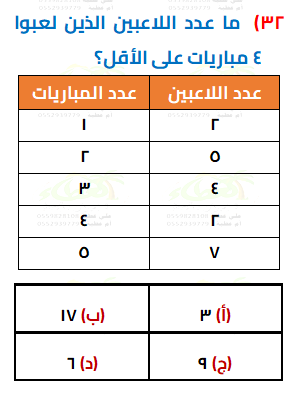 ٣٢) ما عدد اللاعبين الذين لعبوا
٤ مباريات على الأقل؟
عدد اللاعبين عدد المباريات
٢ ١
٥ ٢
٤ ٣
٢ ٤
٧ ٥
(أ) ٣ (ب) ١٧
(ج) ٩ (د) ٦